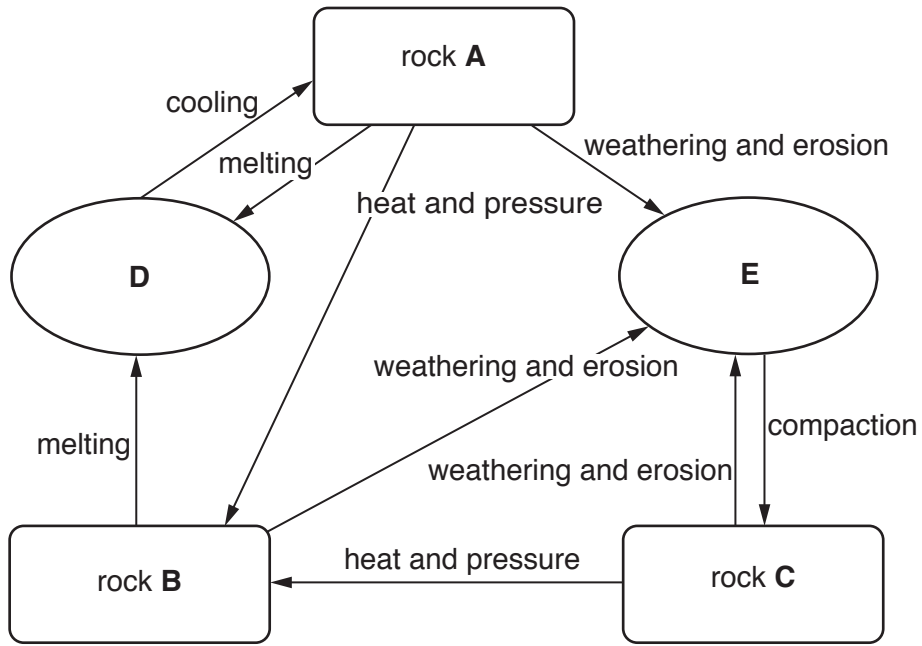 rock A
cooling
weathering and erosion
melting
heat and pressure
D
E
weathering and erosion
compaction
melting
weathering and erosion
heat and pressure
rock B
rock C